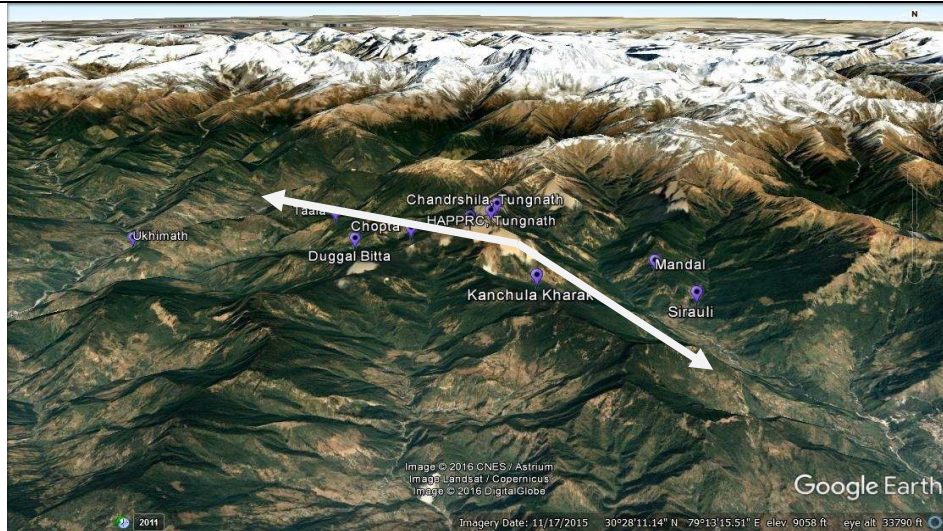 N
Chandrshila, Tungnath
Taala
HAPPRC, Tungnath
Chopta
Ukhimath
Duggal Bitta
Mandal
Kanchula Kharak
Sirauli
Image © 2016 CNES / Astrium
Image Landsat / Copernicus
Image © 2016 DigitalGlobe
Google Earth
2011
Imagery Date: 11/17/2015 30°28'11.14" N 79°13'15.51" E elev 9058 ft eye alt 33790 ft